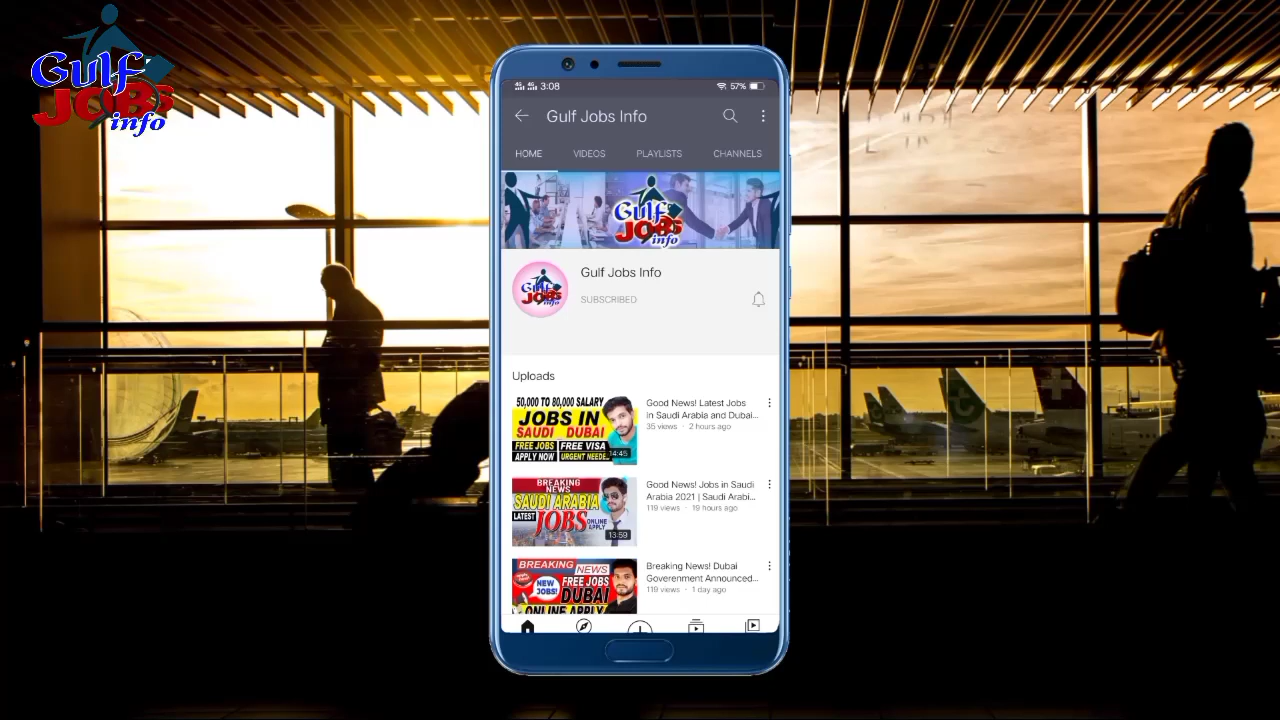 Gulf
JOBS
info
3:08
57%
Gulf Jobs Info
HOME
VIDEOS
PLAYLISTS
CHANNELS
Gulf
JOBS
info
Gulf
JOBS
info
Gulf Jobs Info
SUBSCRIBED
Uploads
50,000 TO 80,000 SALARY
JOBS IN
SAUDI DUBAI
FREE JOBS
FREE VISA
APPLY NOW
URGENT NEEDE
14:45
Good News! Latest Jobs
In Saudi Arabia and Dubai...
35 views · 2 hours ago
BREAKING
NEWS
SAUDI ARABIA
LATEST
JOBS
ONLINE
APPLY
13:59
Good News! Jobs in Saudi
Arabia 2021 | Saudi Arabi...
119 views · 19 hours ago
BREAKING NEWS
NEW
JOBS!
FREE JOBS
DUBAI
ONLINE APPLY
Breaking News! Dubai
Goverenment Announced...
119 views · 1 day ago